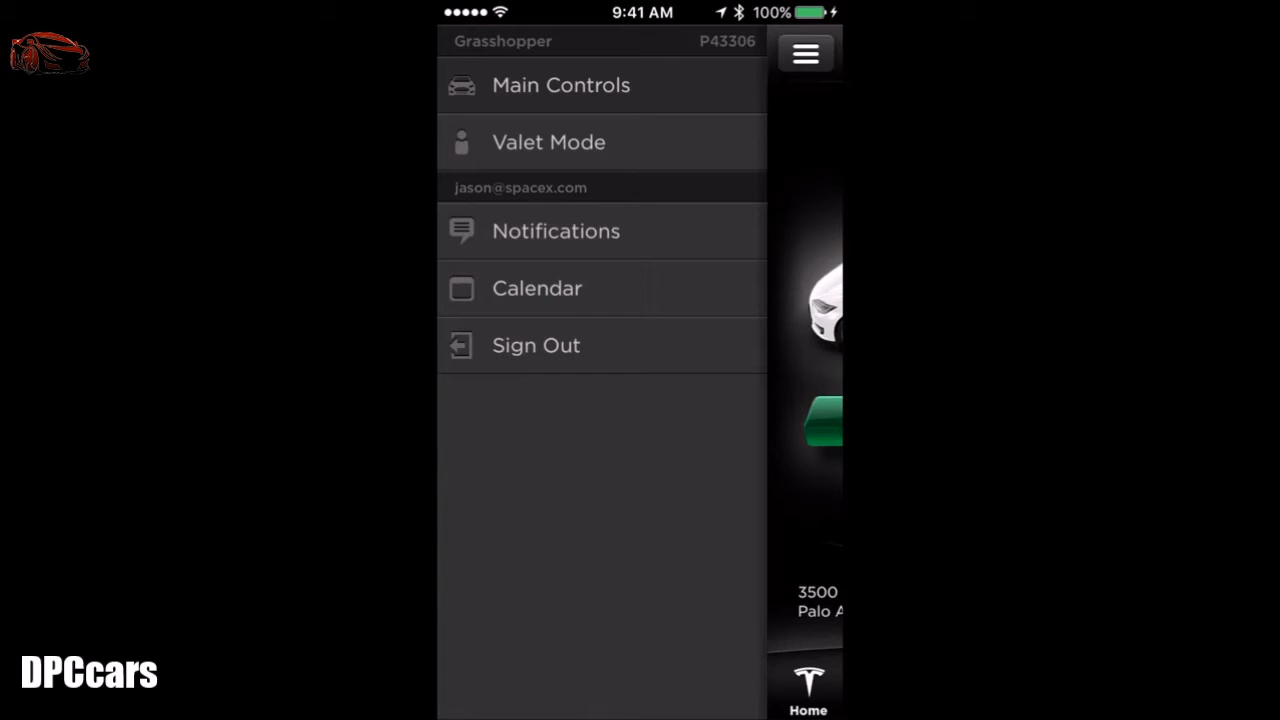 9:41 AM 100%
Grasshopper P43306
Main Controls
Valet Mode
jason@spacex.com
Notifications
Calendar
Sign Out
3500
Palo A
Home
DPCcars